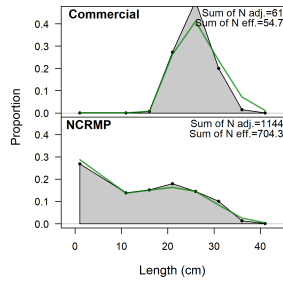 Commercial
Sum of N adj.=61
Sum of N eff.=54.7
0.4
0.3
0.2
0.1
0.0
NCRMP
Sum of N adj.=1144
Sum of N eff.=704.3
0.4
0.3
0.2
0.1
0.0
Proportion
0 10 20 30 40
Length (cm)